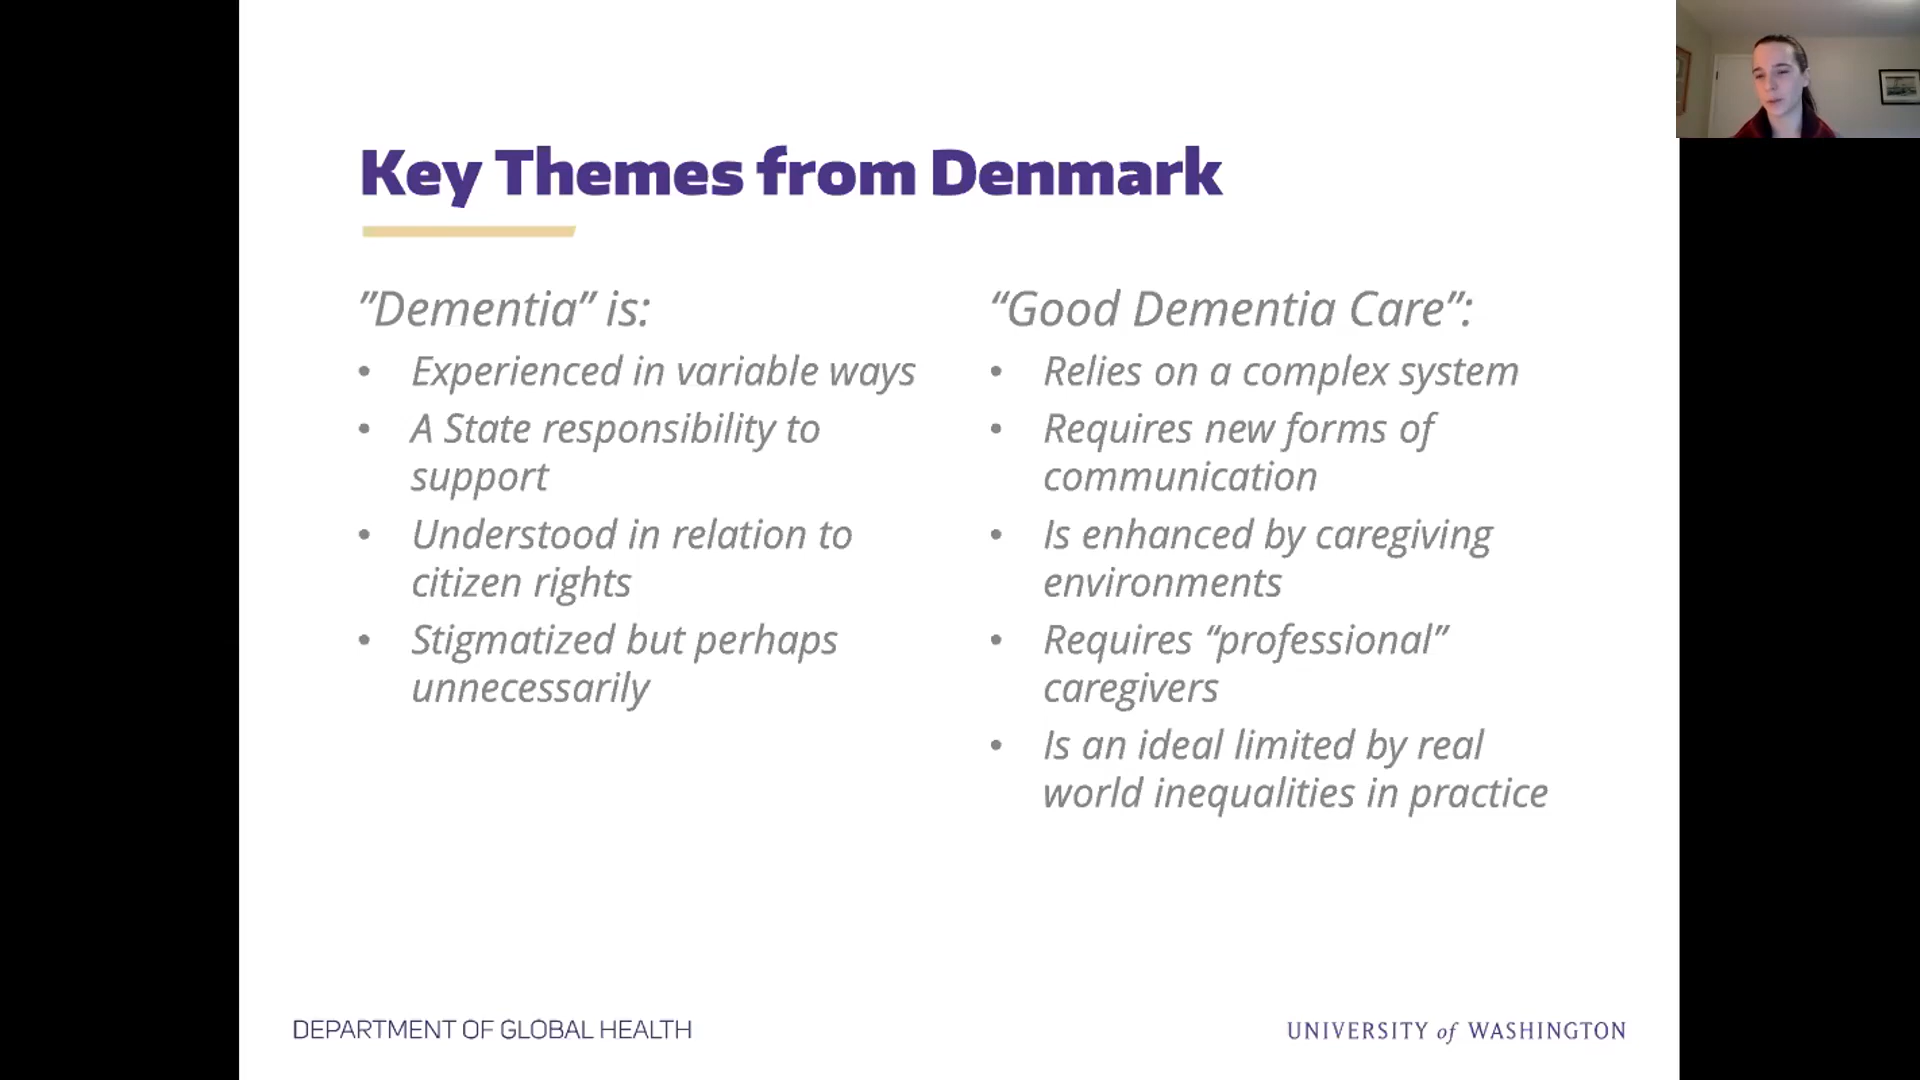 Key Themes from Denmark
”Dementia” is:
• Experienced in variable ways
• A State responsibility to
support
• Understood in relation to
citizen rights
• Stigmatized but perhaps
unnecessarily
“Good Dementia Care”:
• Relies on a complex system
• Requires new forms of
communication
• Is enhanced by caregiving
environments
• Requires “professional”
caregivers
• Is an ideal limited by real
world inequalities in practice
DEPARTMENT OF GLOBAL HEALTH
UNIVERSITY of WASHINGTON